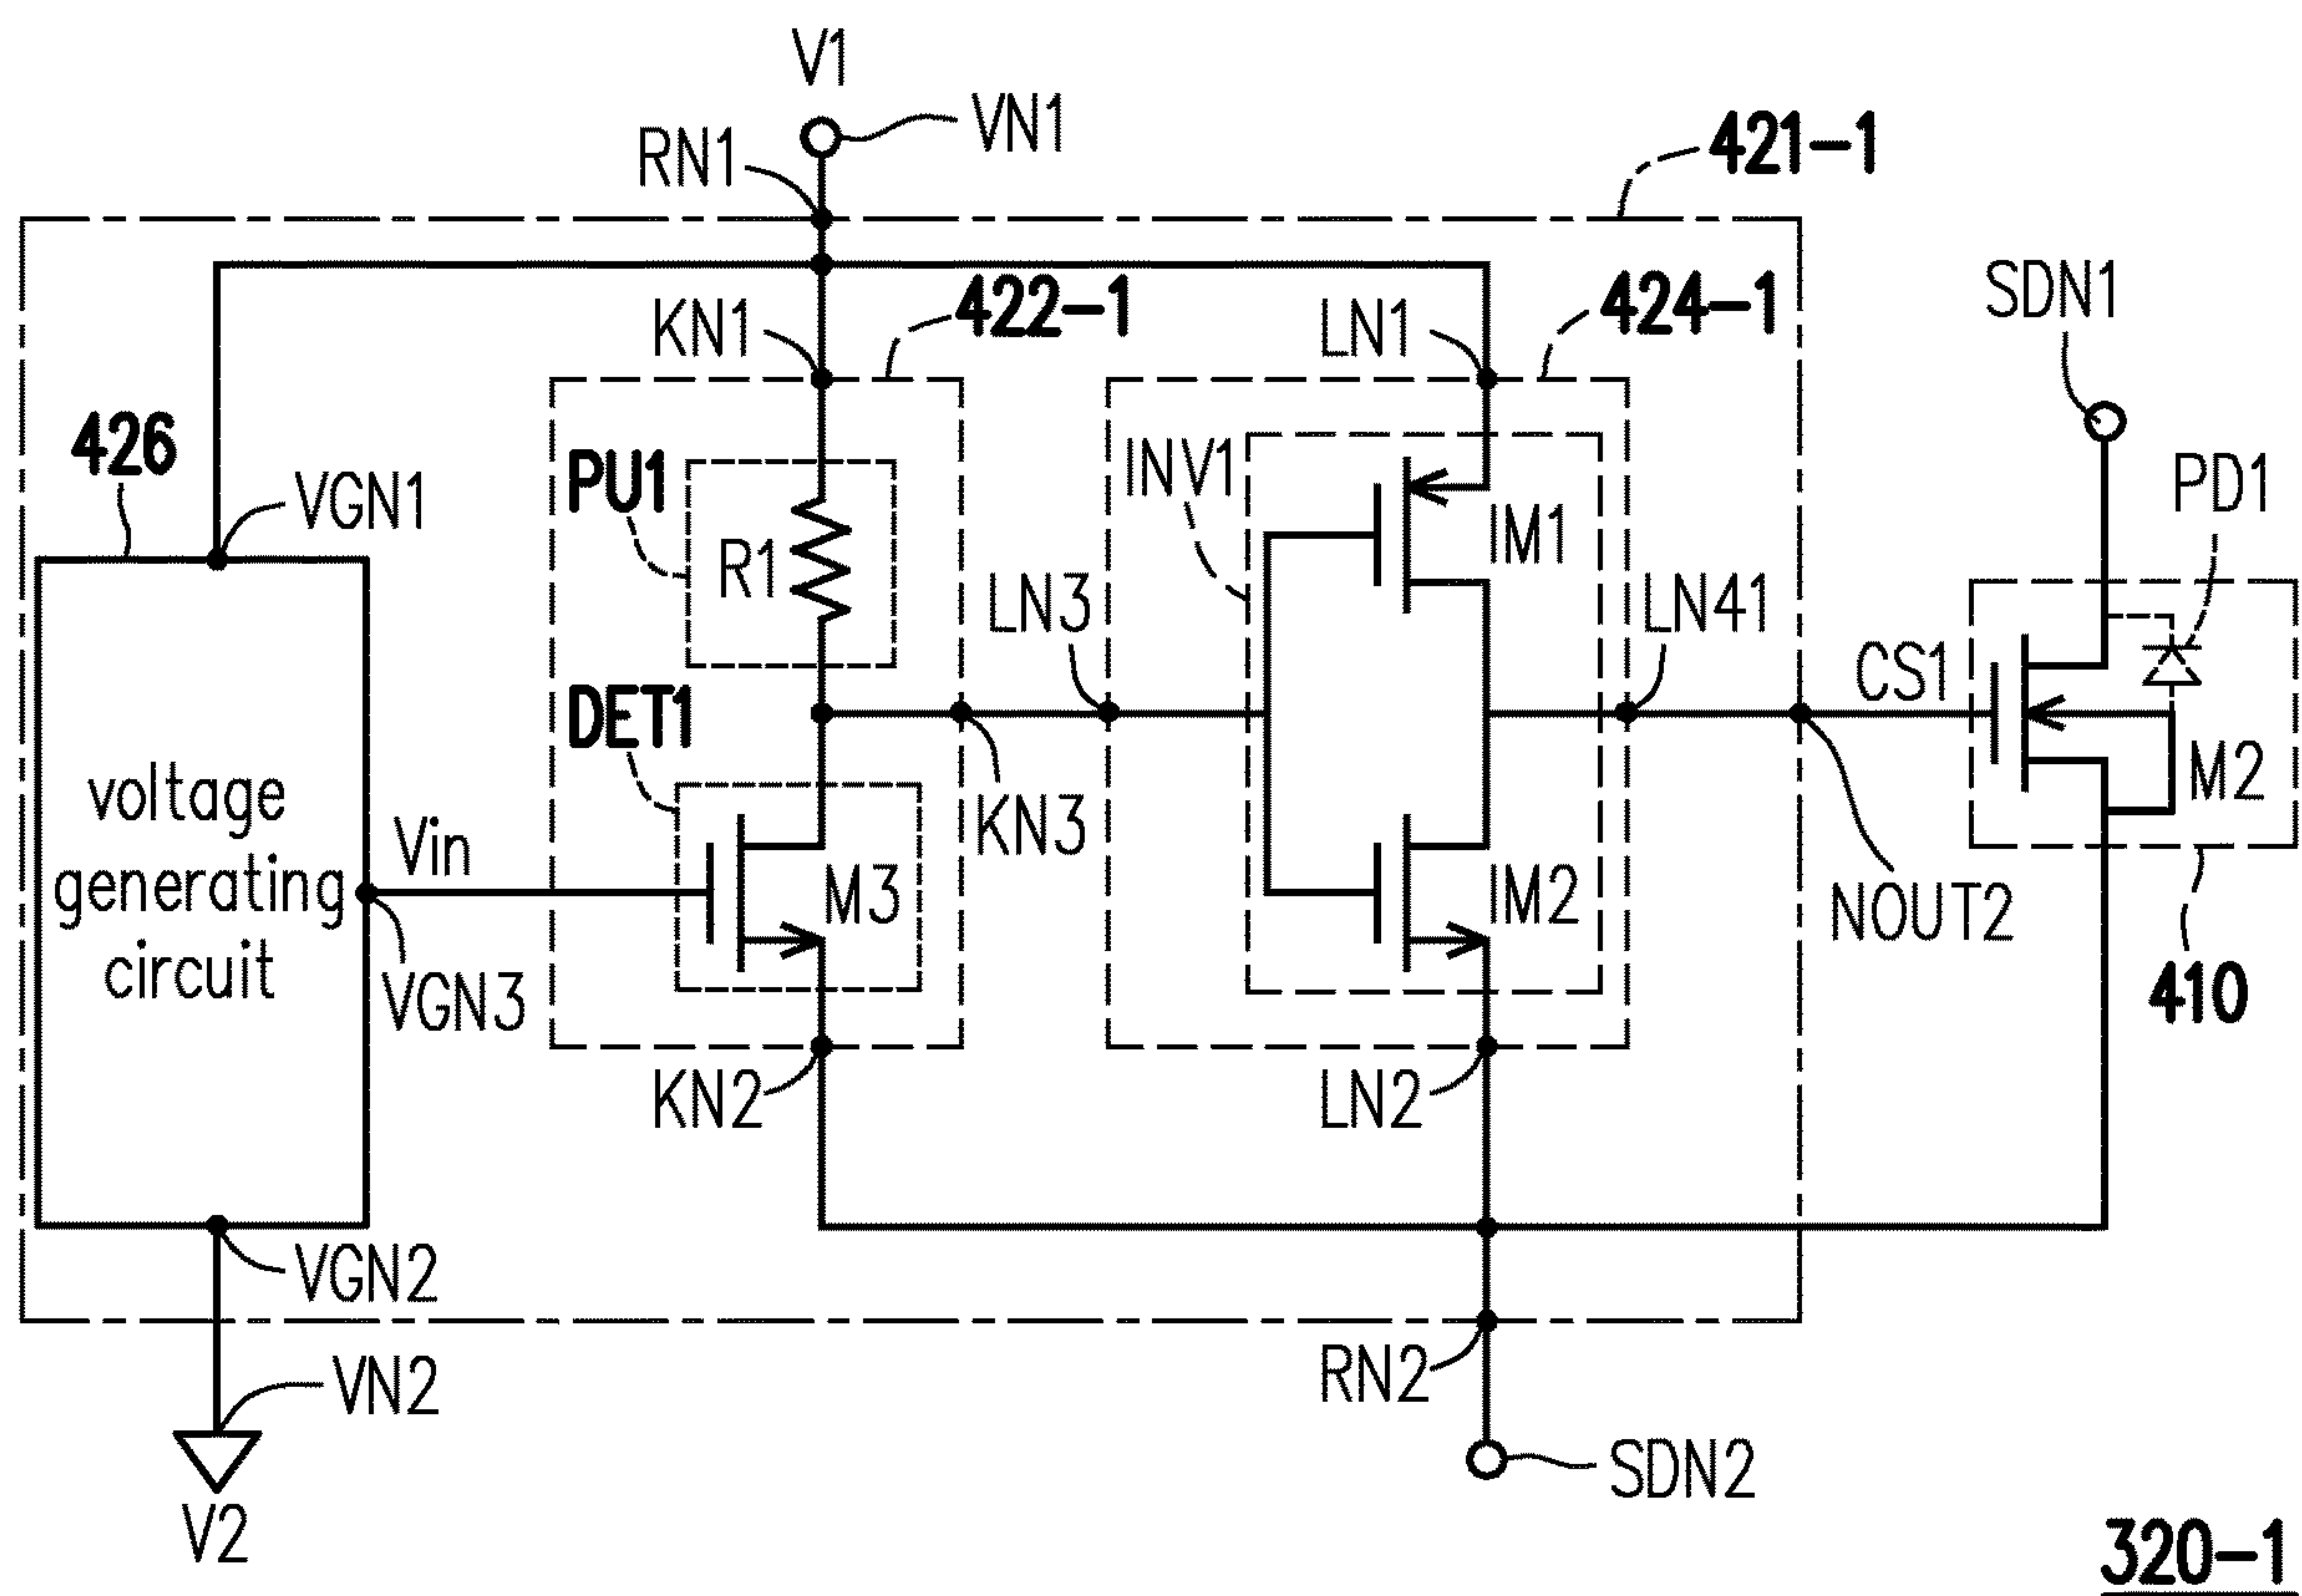 V1
VN1
RN1
421-1
SDN1
KN1
422-1
LN1
424-1
426
PU1
INV1
PD1
VGN1
IM1
R1
LN3
LN41
CS1
DET1
M2
voltage
generating
circuit
Vin
KN3
M3
IM2
NOUT2
VGN3
410
KN2
LN2
VGN2
VN2
RN2
SDN2
V2
320-1